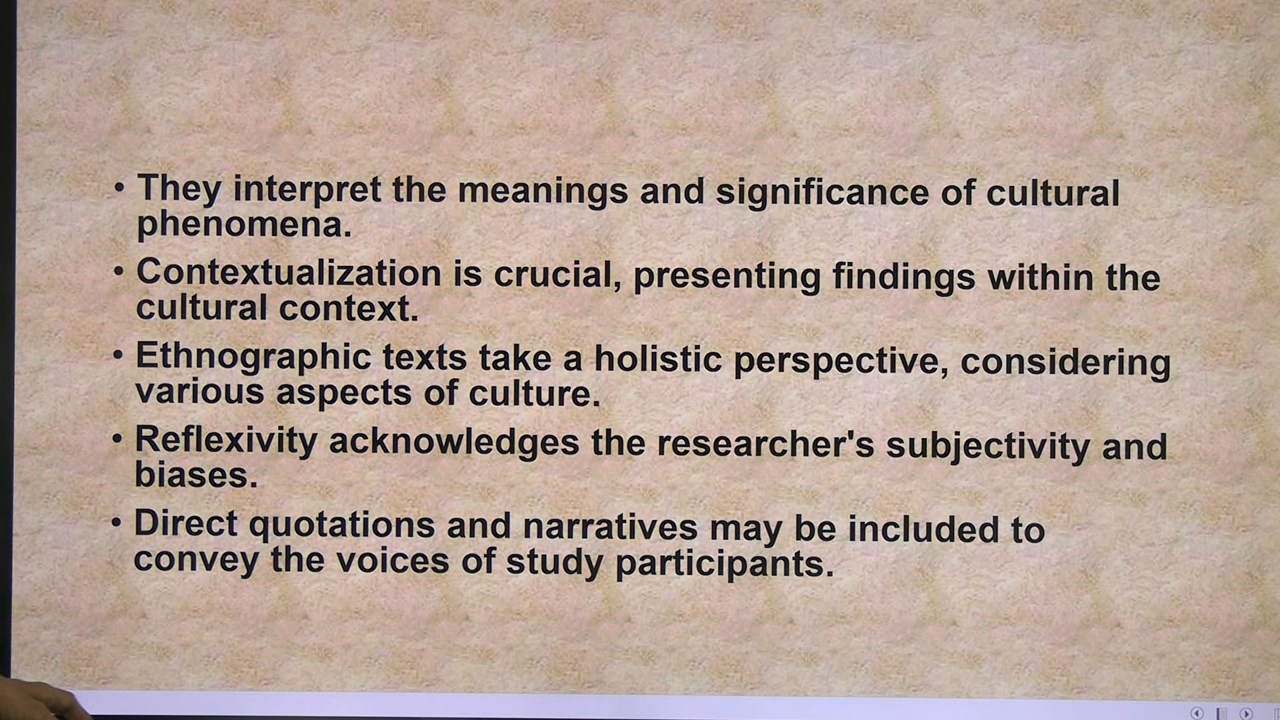 • They interpret the meanings and significance of cultural
phenomena.
• Contextualization is crucial, presenting findings within the
cultural context.
• Ethnographic texts take a holistic perspective, considering
various aspects of culture.
• Reflexivity acknowledges the researcher's subjectivity and
biases.
• Direct quotations and narratives may be included to
convey the voices of study participants.